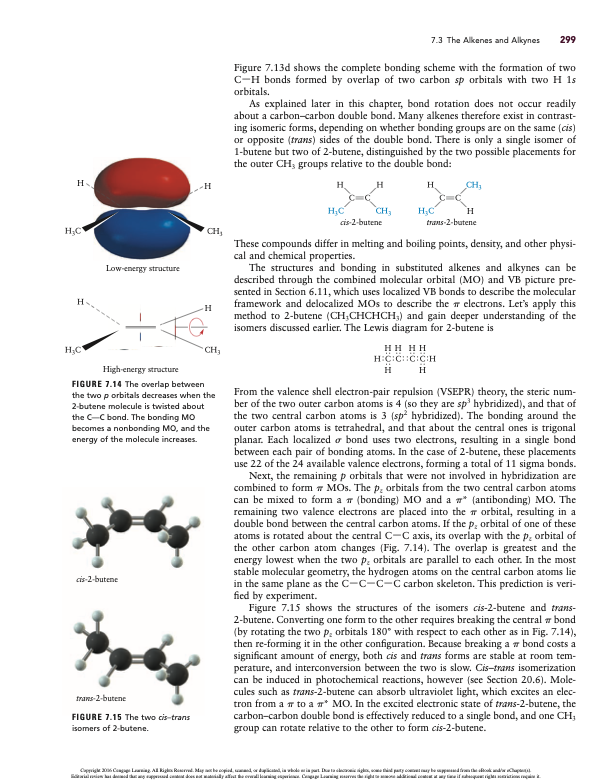 7.3 The Alkenes and Alkynes 299
Figure 7.13d shows the complete bonding scheme with the formation of two
C—H bonds formed by overlap of two carbon sp orbitals with two H 1s
orbitals.
As explained later in this chapter, bond rotation does not occur readily
about a carbon–carbon double bond. Many alkenes therefore exist in contrast-
ing isomeric forms, depending on whether bonding groups are on the same (cis)
or opposite (trans) sides of the double bond. There is only a single isomer of
1-butene but two of 2-butene, distinguished by the two possible placements for
the outer CH₃ groups relative to the double bond:
H H H CH₃
C=C C=C
H₃C CH₃ H₃C H
cis-2-butene trans-2-butene
These compounds differ in melting and boiling points, density, and other physi-
cal and chemical properties.
The structures and bonding in substituted alkenes and alkynes can be
described through the combined molecular orbital (MO) and VB picture pre-
sented in Section 6.11, which uses localized VB bonds to describe the molecular
framework and delocalized MOs to describe the π electrons. Let's apply this
method to 2-butene (CH₃CHCHCH₃) and gain deeper understanding of the
isomers discussed earlier. The Lewis diagram for 2-butene is
H H H H
H:C:C::C:C:H
H H
From the valence shell electron-pair repulsion (VSEPR) theory, the steric num-
ber of the two outer carbon atoms is 4 (so they are sp³ hybridized), and that of
the two central carbon atoms is 3 (sp² hybridized). The bonding around the
outer carbon atoms is tetrahedral, and that about the central ones is trigonal
planar. Each localized σ bond uses two electrons, resulting in a single bond
between each pair of bonding atoms. In the case of 2-butene, these placements
use 22 of the 24 available valence electrons, forming a total of 11 sigma bonds.
Next, the remaining p orbitals that were not involved in hybridization are
combined to form π MOs. The p_z orbitals from the two central carbon atoms
can be mixed to form a π (bonding) MO and a π* (antibonding) MO. The
remaining two valence electrons are placed into the π orbital, resulting in a
double bond between the central carbon atoms. If the p_z orbital of one of these
atoms is rotated about the central C—C axis, its overlap with the p_z orbital of
the other carbon atom changes (Fig. 7.14). The overlap is greatest and the
energy lowest when the two p_z orbitals are parallel to each other. In the most
stable molecular geometry, the hydrogen atoms on the central carbon atoms lie
in the same plane as the C—C—C—C carbon skeleton. This prediction is veri-
fied by experiment.
Figure 7.15 shows the structures of the isomers cis-2-butene and trans-
2-butene. Converting one form to the other requires breaking the central π bond
(by rotating the two p_z orbitals 180° with respect to each other as in Fig. 7.14),
then re-forming it in the other configuration. Because breaking a π bond costs a
significant amount of energy, both cis and trans forms are stable at room tem-
perature, and interconversion between the two is slow. Cis–trans isomerization
can be induced in photochemical reactions, however (see Section 20.6). Mole-
cules such as trans-2-butene can absorb ultraviolet light, which excites an elec-
tron from a π to a π* MO. In the excited electronic state of trans-2-butene, the
carbon–carbon double bond is effectively reduced to a single bond, and one CH₃
group can rotate relative to the other to form cis-2-butene.
H H
H₃C CH₃
Low-energy structure
H H
H₃C CH₃
High-energy structure
FIGURE 7.14 The overlap between
the two p orbitals decreases when the
2-butene molecule is twisted about
the C—C bond. The bonding MO
becomes a nonbonding MO, and the
energy of the molecule increases.
cis-2-butene
trans-2-butene
FIGURE 7.15 The two cis–trans
isomers of 2-butene.
Copyright 2016 Cengage Learning. All Rights Reserved. May not be copied, scanned, or duplicated, in whole or in part. Due to electronic rights, some third party content may be suppressed from the eBook and/or eChapter(s).
Editorial review has deemed that any suppressed content does not materially affect the overall learning experience. Cengage Learning reserves the right to remove additional content at any time if subsequent rights restrictions require it.